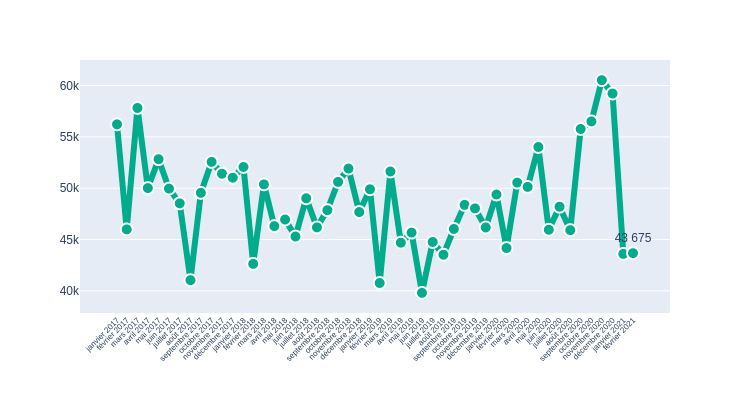 60k
55k
50k
45k
40k
43 675
janvier 2017
février 2017
mars 2017
avril 2017
mai 2017
juin 2017
juillet 2017
août 2017
septembre 2017
octobre 2017
novembre 2017
décembre 2017
janvier 2018
février 2018
mars 2018
avril 2018
mai 2018
juin 2018
juillet 2018
août 2018
septembre 2018
octobre 2018
novembre 2018
décembre 2018
janvier 2019
février 2019
mars 2019
avril 2019
mai 2019
juin 2019
juillet 2019
août 2019
septembre 2019
octobre 2019
novembre 2019
décembre 2019
janvier 2020
février 2020
mars 2020
avril 2020
mai 2020
juin 2020
juillet 2020
août 2020
septembre 2020
octobre 2020
novembre 2020
décembre 2020
janvier 2021
février 2021